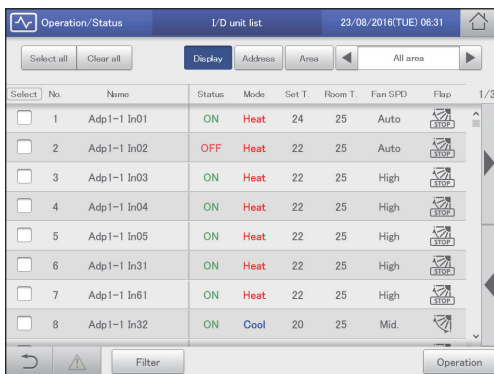 Operation/Status I/D unit list 23/08/2016(TUE) 06:31
Select all Clear all Display Address Area All area
Select No. Name Status Mode Set T. Room T. Fan SPD Flap 1/3
1 Adp1-1 In01 ON Heat 24 25 Auto STOP
2 Adp1-1 In02 OFF Heat 22 25 Auto STOP
3 Adp1-1 In03 ON Heat 22 25 High STOP
4 Adp1-1 In04 ON Heat 22 25 High STOP
5 Adp1-1 In05 ON Heat 22 25 High STOP
6 Adp1-1 In31 ON Heat 22 25 High STOP
7 Adp1-1 In61 ON Heat 22 25 High STOP
8 Adp1-1 In32 ON Cool 20 25 Mid.
Filter Operation